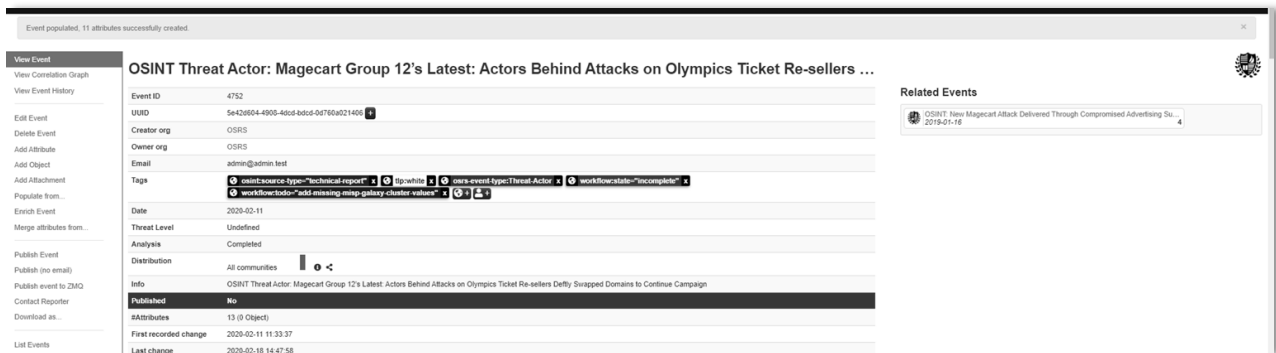 Event populated, 11 attributes successfully created.
×
View Event
View Correlation Graph
View Event History
Edit Event
Delete Event
Add Attribute
Add Object
Add Attachment
Populate from...
Enrich Event
Merge attributes from...
Publish Event
Publish (no email)
Publish event to ZMQ
Contact Reporter
Download as...
List Events
OSINT Threat Actor: Magecart Group 12's Latest: Actors Behind Attacks on Olympics Ticket Re-sellers ...
Event ID 4752
UUID 5e42d604-4908-4dcd-bdcd-0d760a021406 +
Creator org OSRS
Owner org OSRS
Email admin@admin.test
Tags osint:source-type="technical-report" x tlp:white x osrs-event-type:Threat-Actor x workflow:state="incomplete" x
workflow:todo="add-missing-misp-galaxy-cluster-values" x + +
Date 2020-02-11
Threat Level Undefined
Analysis Completed
Distribution All communities
Info OSINT Threat Actor: Magecart Group 12's Latest: Actors Behind Attacks on Olympics Ticket Re-sellers Deftly Swapped Domains to Continue Campaign
Published No
#Attributes 13 (0 Object)
First recorded change 2020-02-11 11:33:37
Last change 2020-02-18 14:47:58
Related Events
OSINT: New Magecart Attack Delivered Through Compromised Advertising Su...
2019-01-16 4